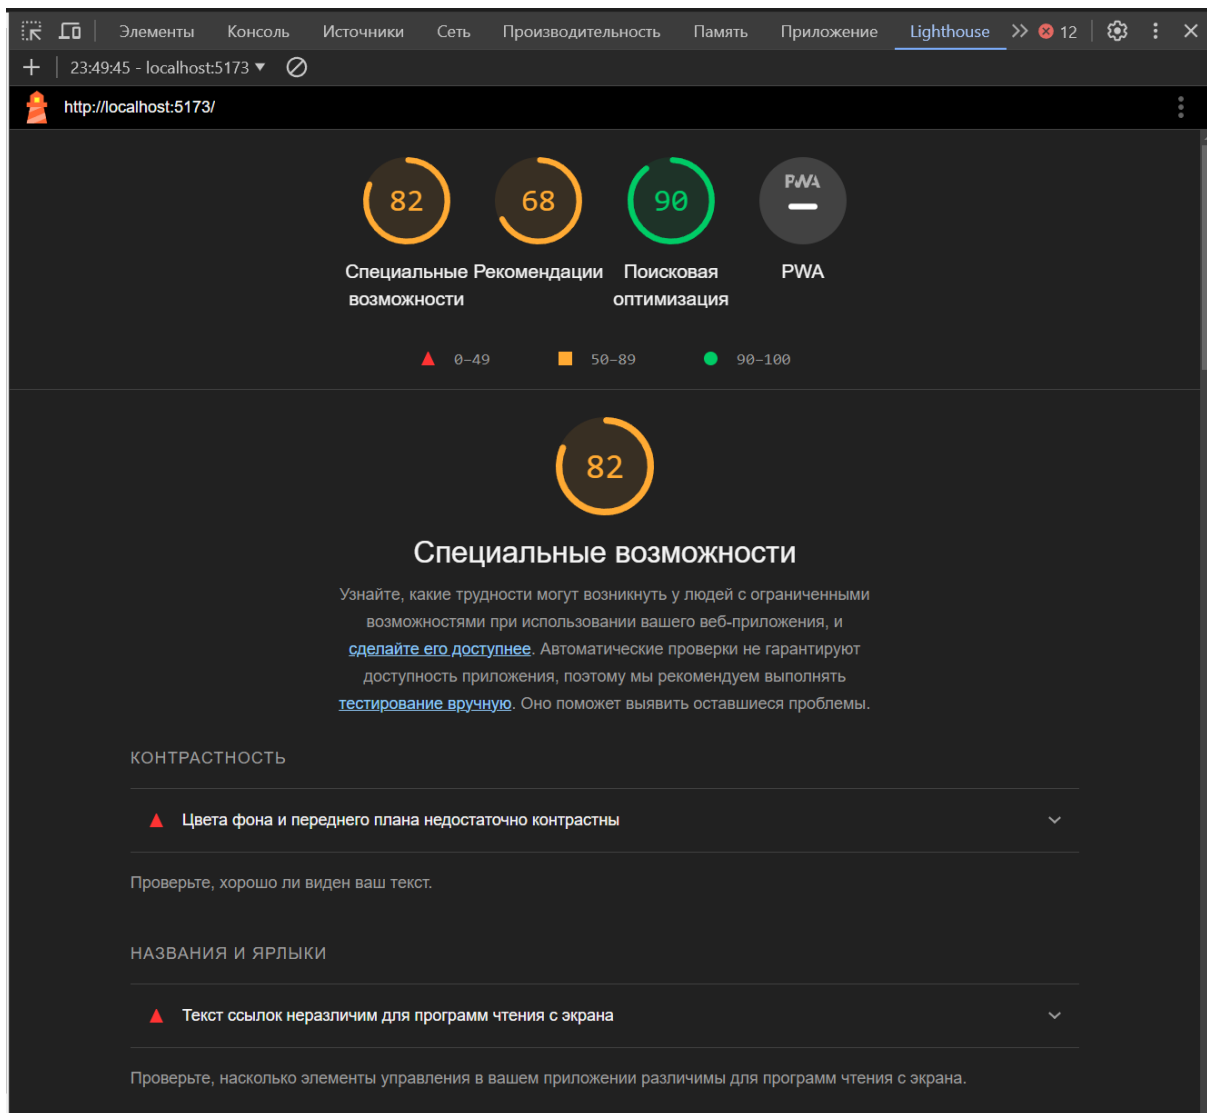 Элементы Консоль Источники Сеть Производительность Память Приложение Lighthouse 12
23:49:45 - localhost:5173
http://localhost:5173/
82 68 90 PWA
Специальные возможности Рекомендации Поисковая оптимизация PWA
0–49 50–89 90–100
82
Специальные возможности
Узнайте, какие трудности могут возникнуть у людей с ограниченными
возможностями при использовании вашего веб-приложения, и
сделайте его доступнее. Автоматические проверки не гарантируют
доступность приложения, поэтому мы рекомендуем выполнять
тестирование вручную. Оно поможет выявить оставшиеся проблемы.
КОНТРАСТНОСТЬ
Цвета фона и переднего плана недостаточно контрастны
Проверьте, хорошо ли виден ваш текст.
НАЗВАНИЯ И ЯРЛЫКИ
Текст ссылок неразличим для программ чтения с экрана
Проверьте, насколько элементы управления в вашем приложении различимы для программ чтения с экрана.